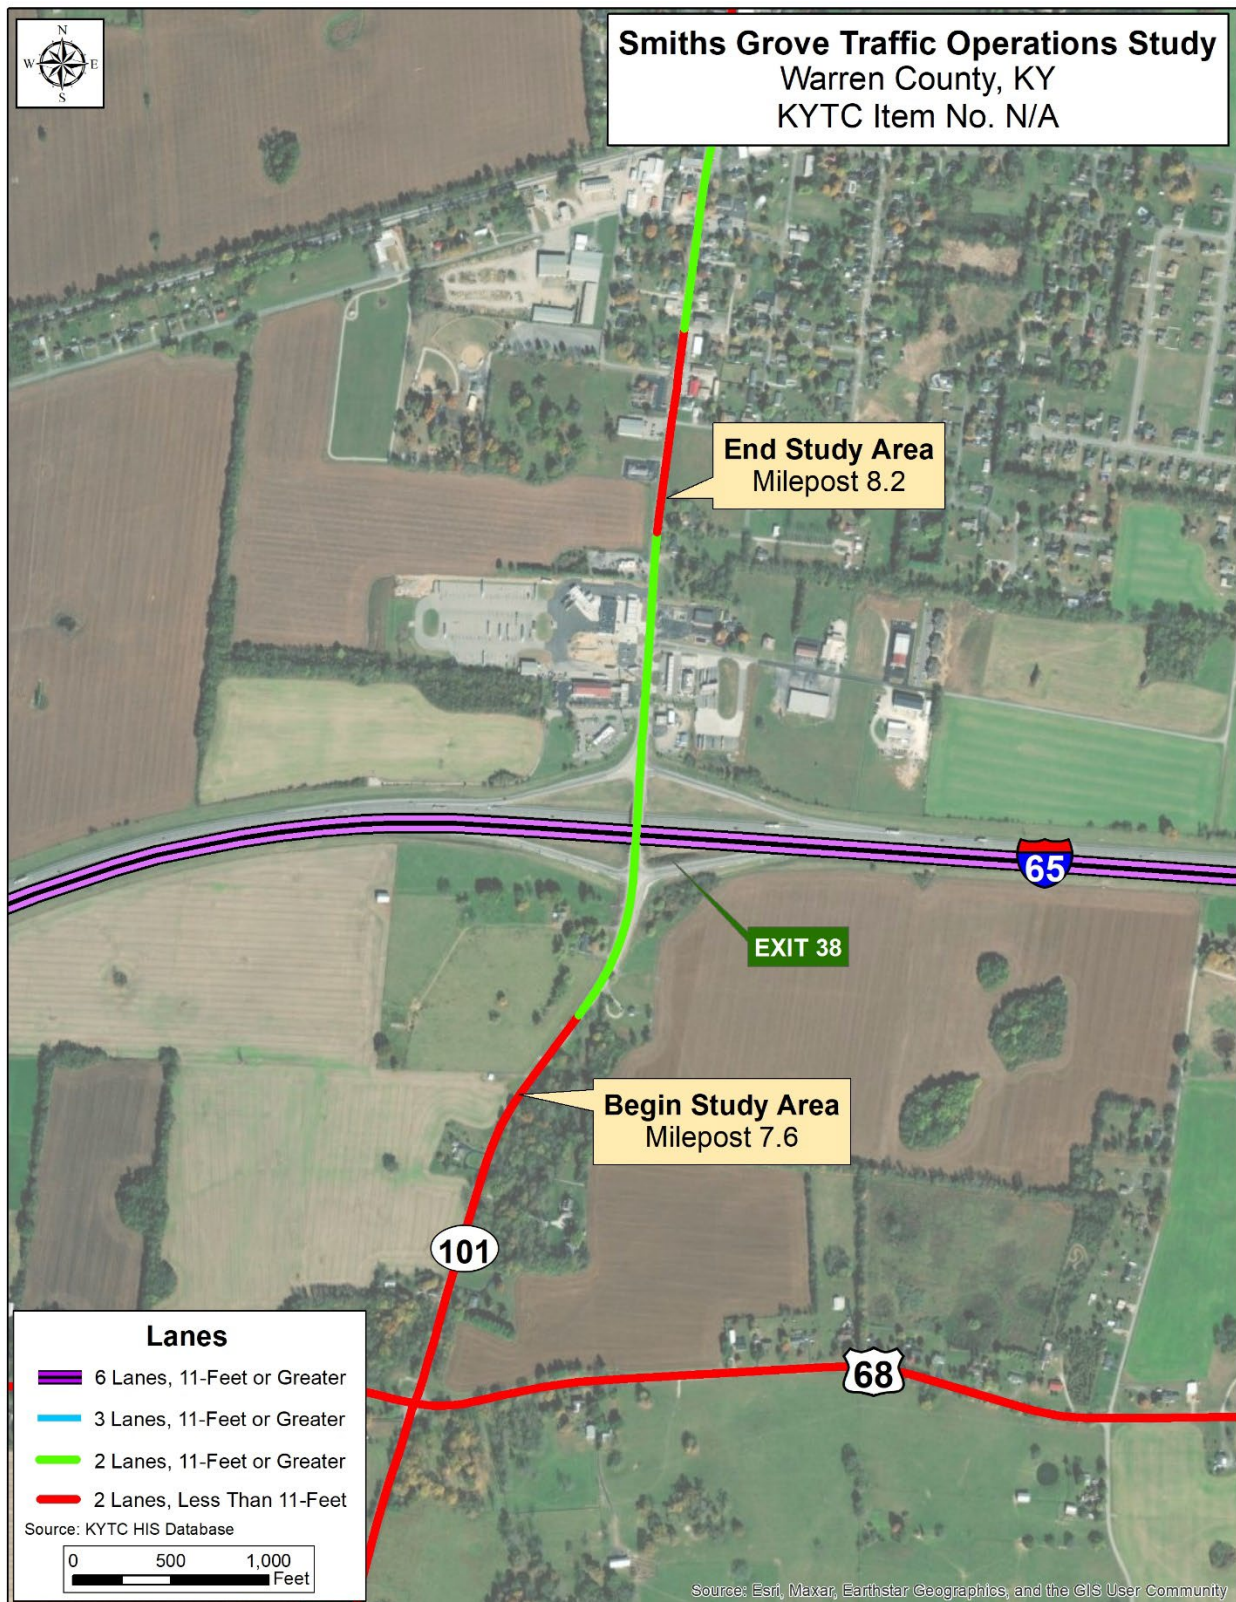 N
W E
S
Smiths Grove Traffic Operations Study
Warren County, KY
KYTC Item No. N/A
End Study Area
Milepost 8.2
65
EXIT 38
Begin Study Area
Milepost 7.6
101
68
Lanes
6 Lanes, 11-Feet or Greater
3 Lanes, 11-Feet or Greater
2 Lanes, 11-Feet or Greater
2 Lanes, Less Than 11-Feet
Source: KYTC HIS Database
0 500 1,000
Feet
Source: Esri, Maxar, Earthstar Geographics, and the GIS User Community